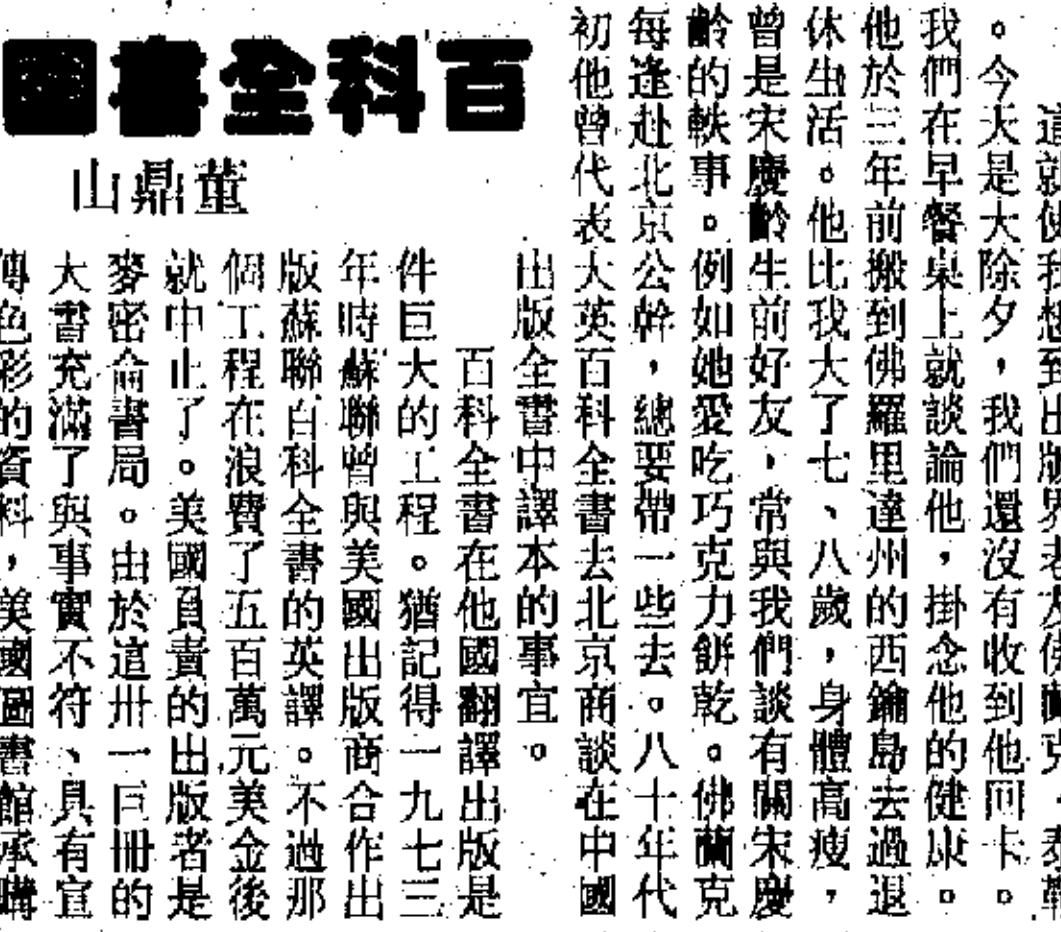 百科全書
董鼎山
這就使我想到出版界老友佛蘭克·泰勒
。今天是大除夕，我們還沒有收到他回卡。
我們在早餐桌上就談論他，掛念他的健康。
他於三年前搬到佛羅里達州的西鑰島去過退
休生活。他比我大了七、八歲，身體高瘦，
曾是宋慶齡生前好友，常與我們談有關宋慶
齡的軼事。例如她愛吃巧克力餅乾。佛蘭克
每逢赴北京公幹，總要帶一些去。八十年代
初他曾代表大英百科全書去北京商談在中國
出版全書中譯本的事宜。
百科全書在他國翻譯出版是
件巨大的工程。猶記得一九七三
年時蘇聯曾與美國出版商合作出
版蘇聯百科全書的英譯。不過那
個工程在浪費了五百萬元美金後
就中止了。美國負責的出版者是
麥密倫書局。由於這卅一巨冊的
大書充滿了與事實不符、具有宣
傳色彩的資料，美國圖書館承購